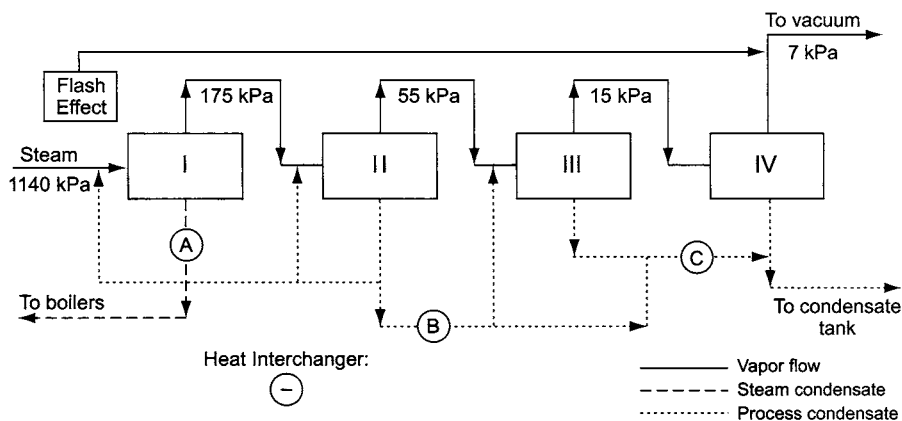 To vacuum
7 kPa
Flash
Effect
175 kPa
55 kPa
15 kPa
Steam
1140 kPa
I
II
III
IV
A
B
C
To boilers
To condensate
tank
Heat Interchanger:
Vapor flow
Steam condensate
Process condensate